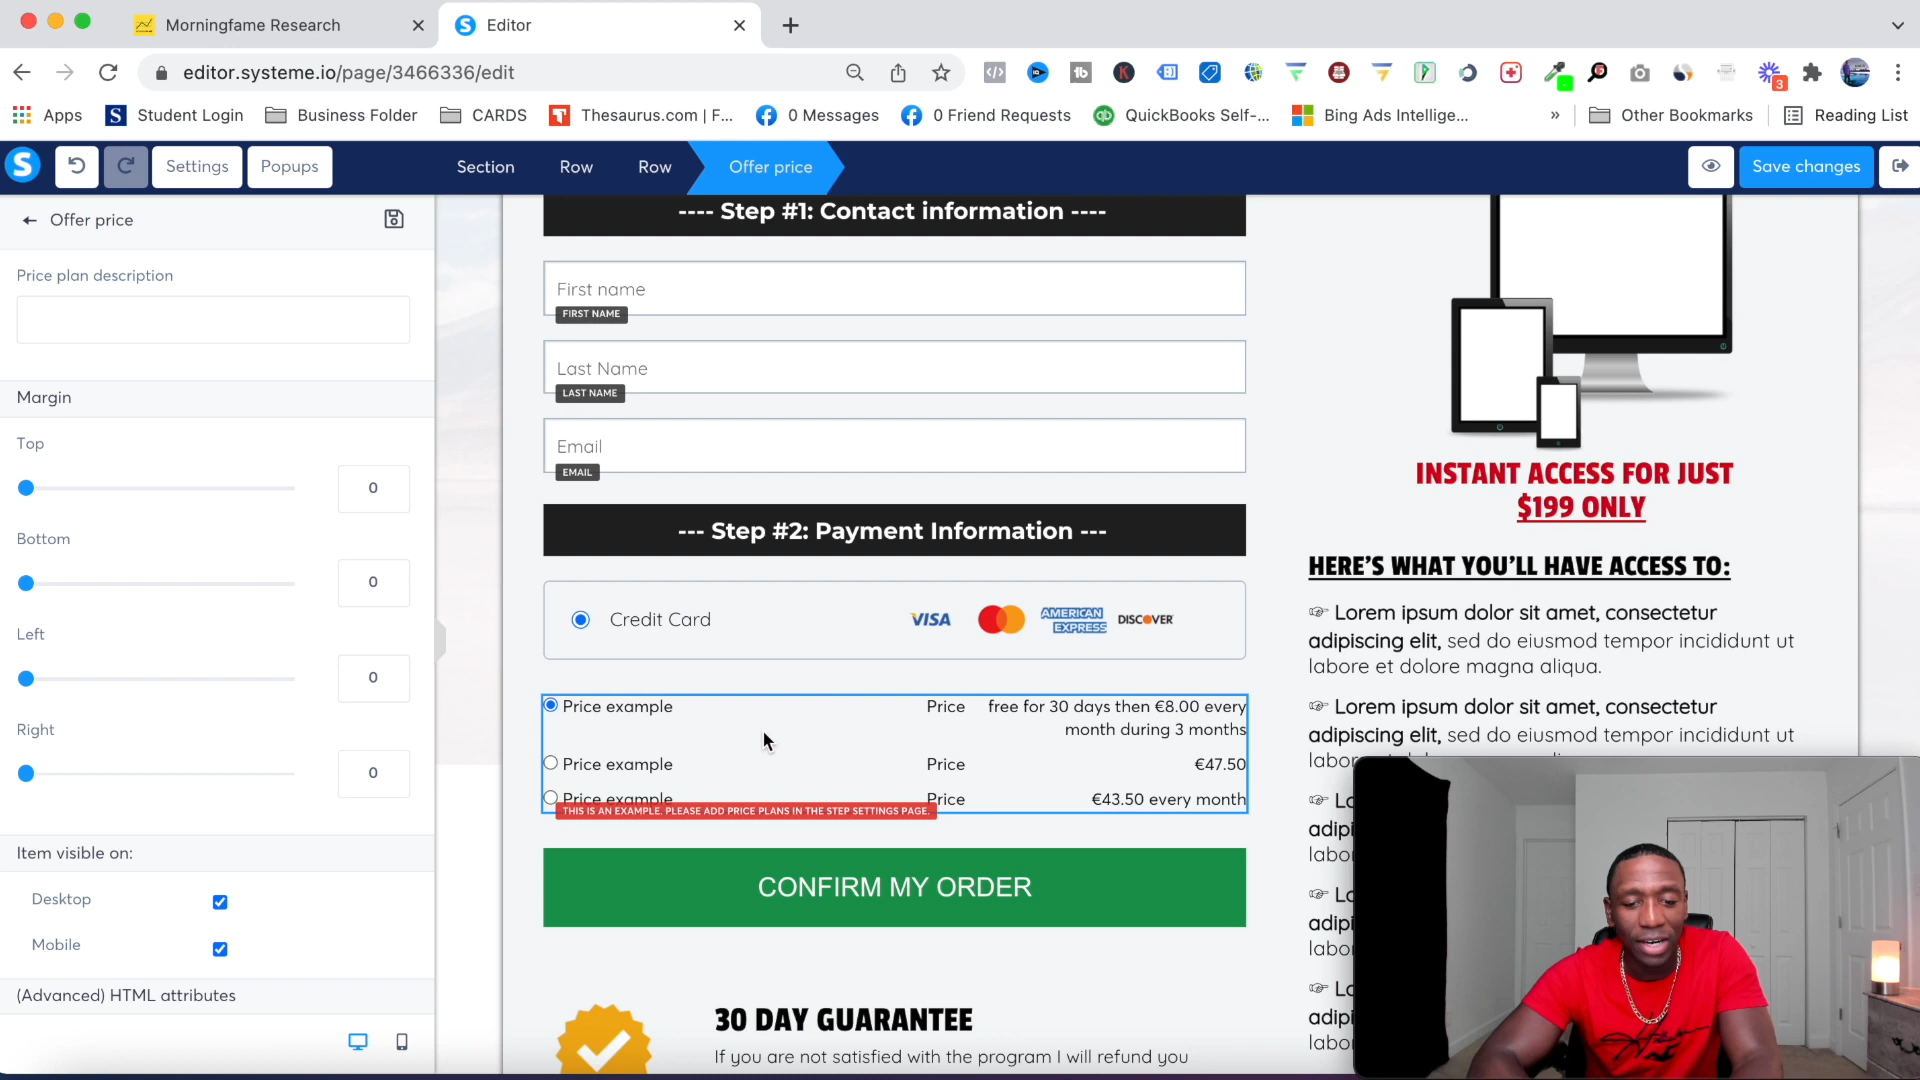 Morningfame Research
Editor
editor.systeme.io/page/3466336/edit
3
Apps
Student Login
Business Folder
CARDS
Thesaurus.com | F...
0 Messages
0 Friend Requests
QuickBooks Self-...
Bing Ads Intellige...
»
Other Bookmarks
Reading List
Settings
Popups
Section
Row
Row
Offer price
Save changes
Offer price
Price plan description
Margin
Top
0
Bottom
0
Left
0
Right
0
Item visible on:
Desktop
Mobile
(Advanced) HTML attributes
---- Step #1: Contact information ----
First name
FIRST NAME
Last Name
LAST NAME
Email
EMAIL
--- Step #2: Payment Information ---
Credit Card
VISA
AMERICAN EXPRESS
DISCOVER
Price example Price free for 30 days then €8.00 every
month during 3 months
Price example Price €47.50
Price example Price €43.50 every month
THIS IS AN EXAMPLE. PLEASE ADD PRICE PLANS IN THE STEP SETTINGS PAGE.
CONFIRM MY ORDER
30 DAY GUARANTEE
If you are not satisfied with the program I will refund you
INSTANT ACCESS FOR JUST
$199 ONLY
HERE'S WHAT YOU'LL HAVE ACCESS TO:
Lorem ipsum dolor sit amet, consectetur
adipiscing elit, sed do eiusmod tempor incididunt ut
labore et dolore magna aliqua.
Lorem ipsum dolor sit amet, consectetur
adipiscing elit, sed do eiusmod tempor incididunt ut